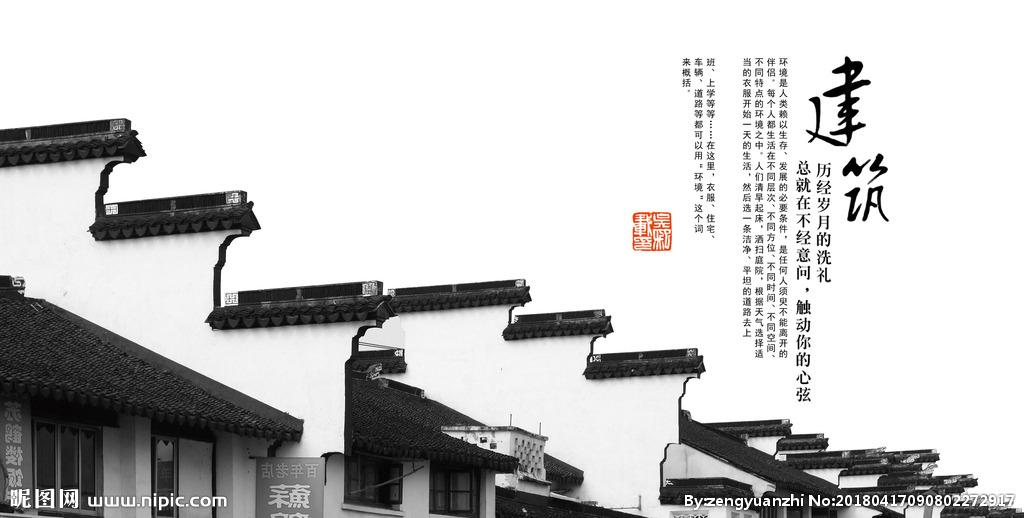 建筑
历经岁月的洗礼
总就在不经意问，触动你的心弦
环境是人类赖以生存、发展的必要条件，是任何人须臾不能离开的
伴侣。每个人都生活在不同层次、不同方位、不同时间、不同空间、
不同特点的环境之中。人们清早起床，洒扫庭院，根据天气选择适
当的衣服开始一天的生活，然后选一条洁净、平坦的道路去上
班、上学等等……在这里，衣服、住宅、
车辆、道路等都可以用“环境”这个词
来概括。
百年老店
昵图网 www.nipic.com
By:zengyuanzhi No:20180417090802272917